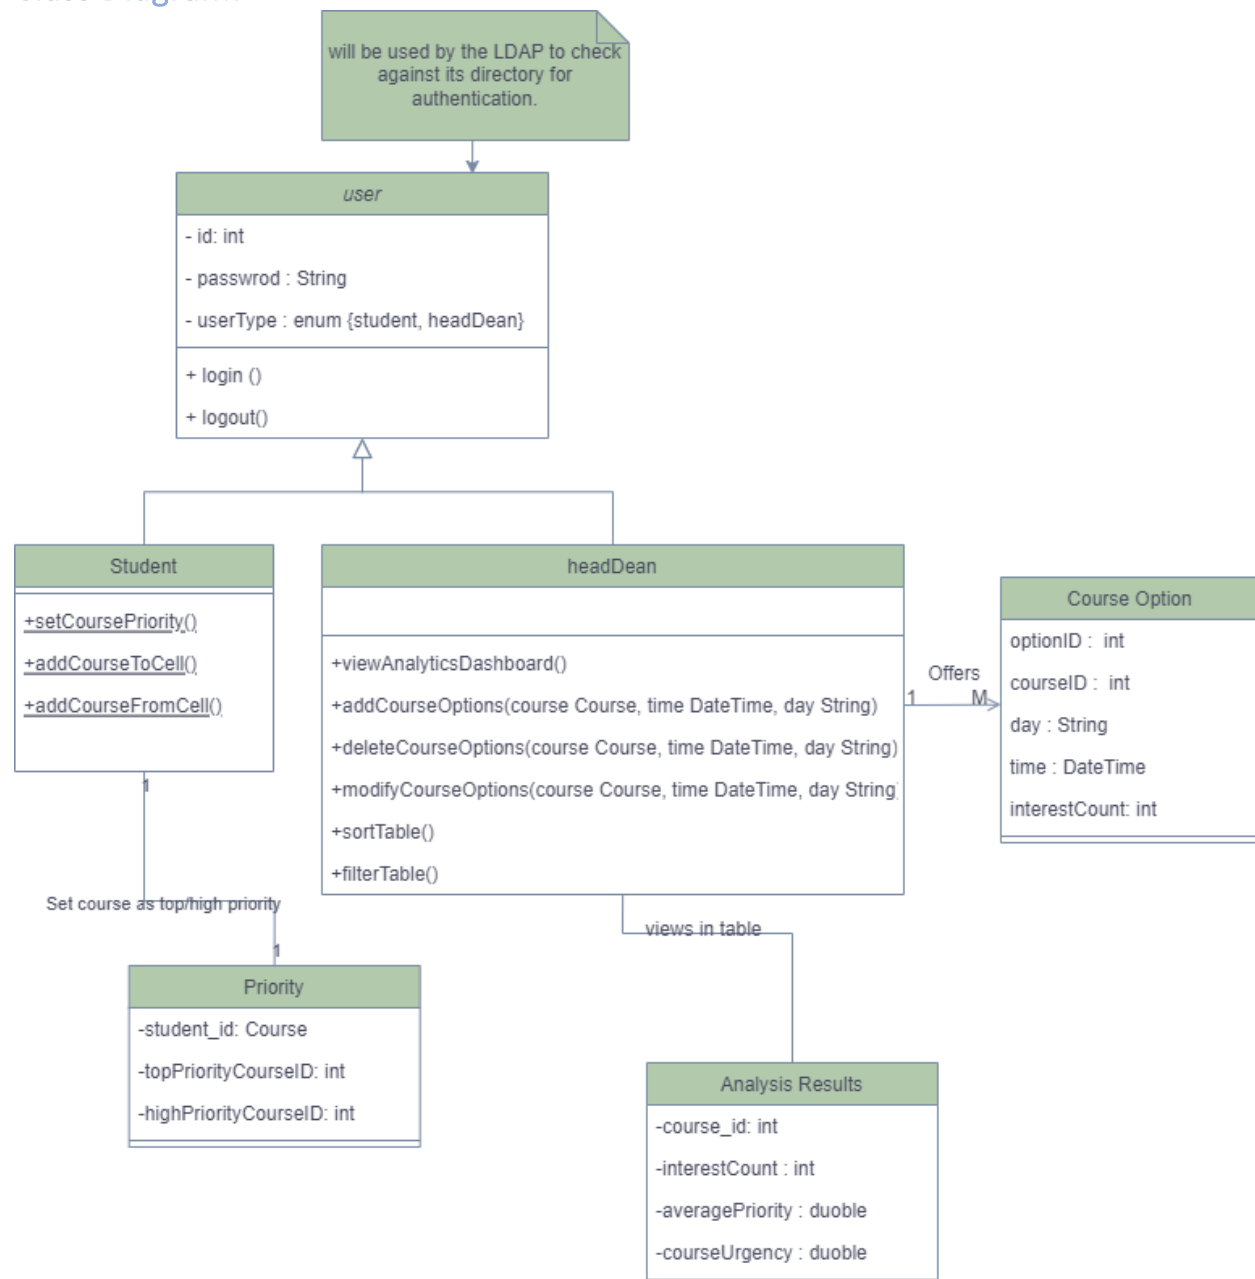 will be used by the LDAP to check
against its directory for
authentication.
user
- id: int
- passwrod : String
- userType : enum {student, headDean}
+ login ()
+ logout()
Student
+setCoursePriority()
+addCourseToCell()
+addCourseFromCell()
headDean
+viewAnalyticsDashboard()
+addCourseOptions(course Course, time DateTime, day String)
+deleteCourseOptions(course Course, time DateTime, day String)
+modifyCourseOptions(course Course, time DateTime, day String
+sortTable()
+filterTable()
Offers
1 M
Course Option
optionID : int
courseID : int
day : String
time : DateTime
interestCount: int
1
Set course as top/high priority
1
views in table
Priority
-student_id: Course
-topPriorityCourseID: int
-highPriorityCourseID: int
Analysis Results
-course_id: int
-interestCount : int
-averagePriority : duoble
-courseUrgency : duoble